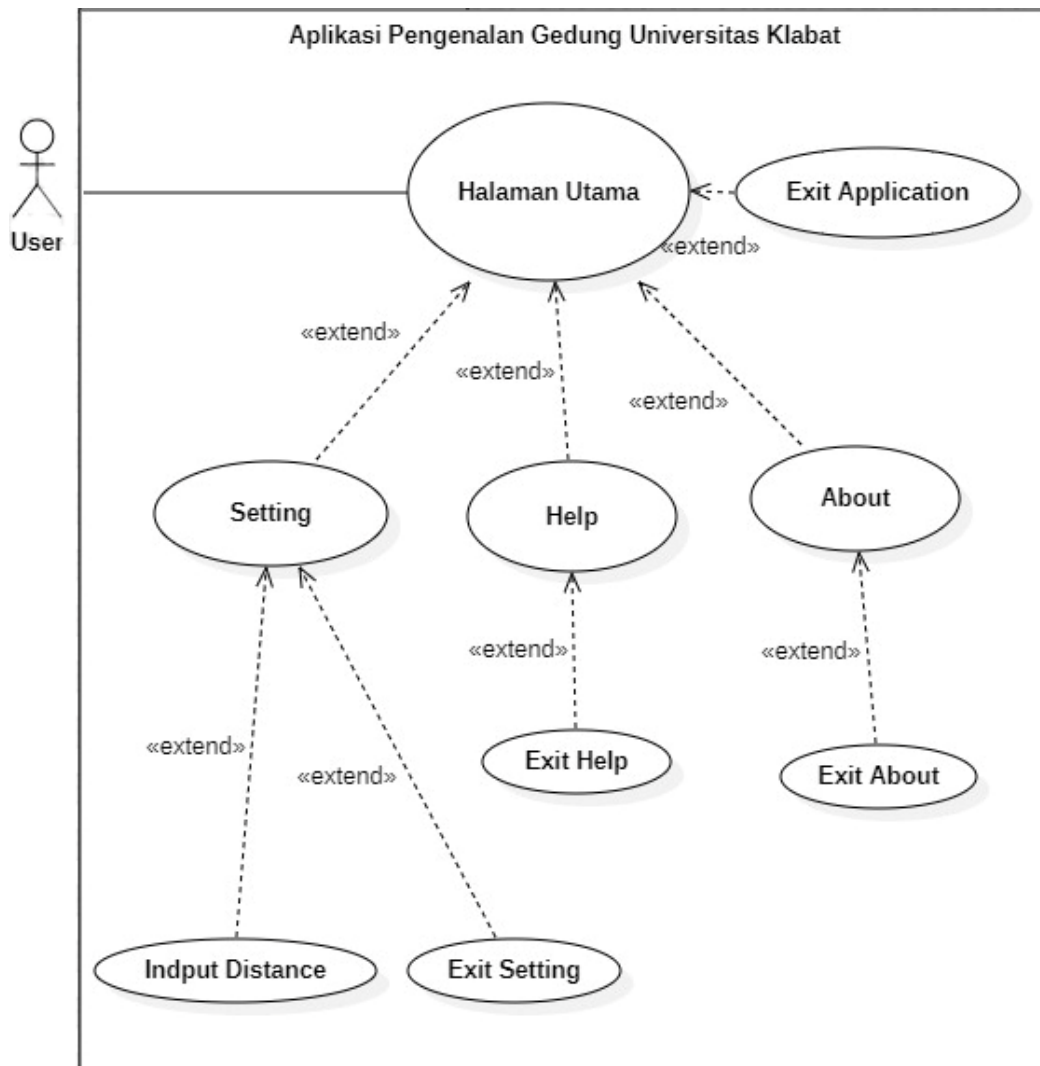 Aplikasi Pengenalan Gedung Universitas Klabat
User
Halaman Utama
Exit Application
«extend»
«extend»
«extend»
«extend»
Setting
Help
About
«extend»
«extend»
«extend»
«extend»
Exit Help
Exit About
Indput Distance
Exit Setting